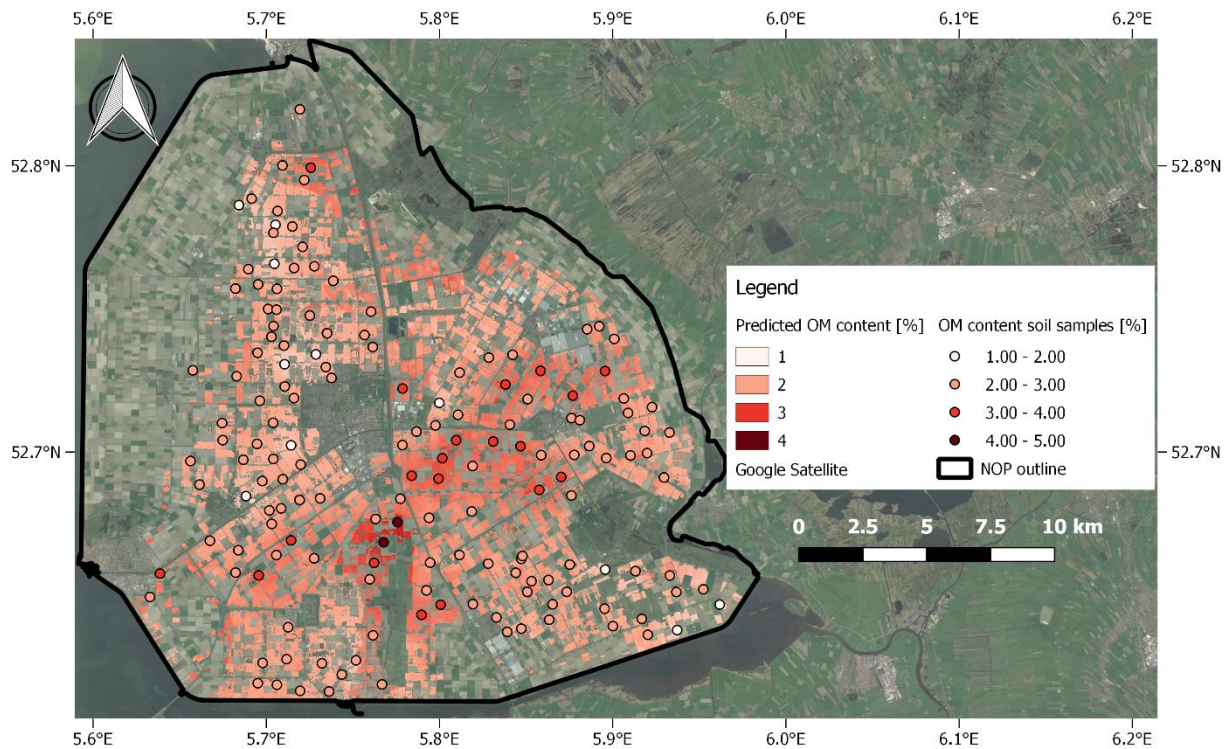 5.6°E 5.7°E 5.8°E 5.9°E 6.0°E 6.1°E 6.2°E
52.8°N 52.8°N
Legend
Predicted OM content [%] OM content soil samples [%]
1 1.00 - 2.00
2 2.00 - 3.00
3 3.00 - 4.00
4 4.00 - 5.00
Google Satellite NOP outline
52.7°N 52.7°N
0 2.5 5 7.5 10 km
5.6°E 5.7°E 5.8°E 5.9°E 6.0°E 6.1°E 6.2°E